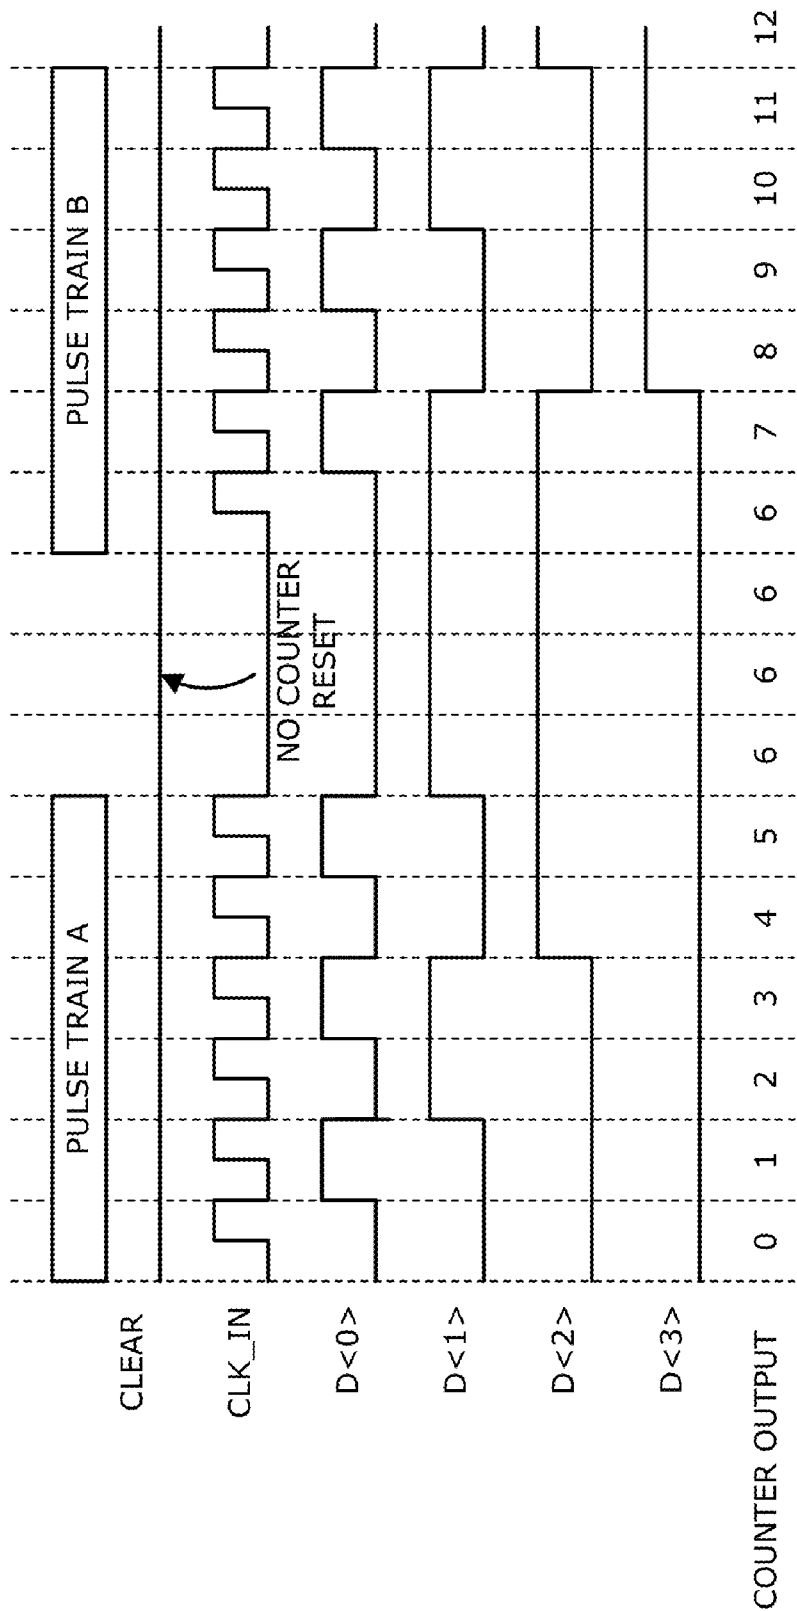 PULSE TRAIN A PULSE TRAIN B
CLEAR
CLK_IN
NO COUNTER
RESET
D<0>
D<1>
D<2>
D<3>
COUNTER OUTPUT 0 1 2 3 4 5 6 6 6 6 7 8 9 10 11 12